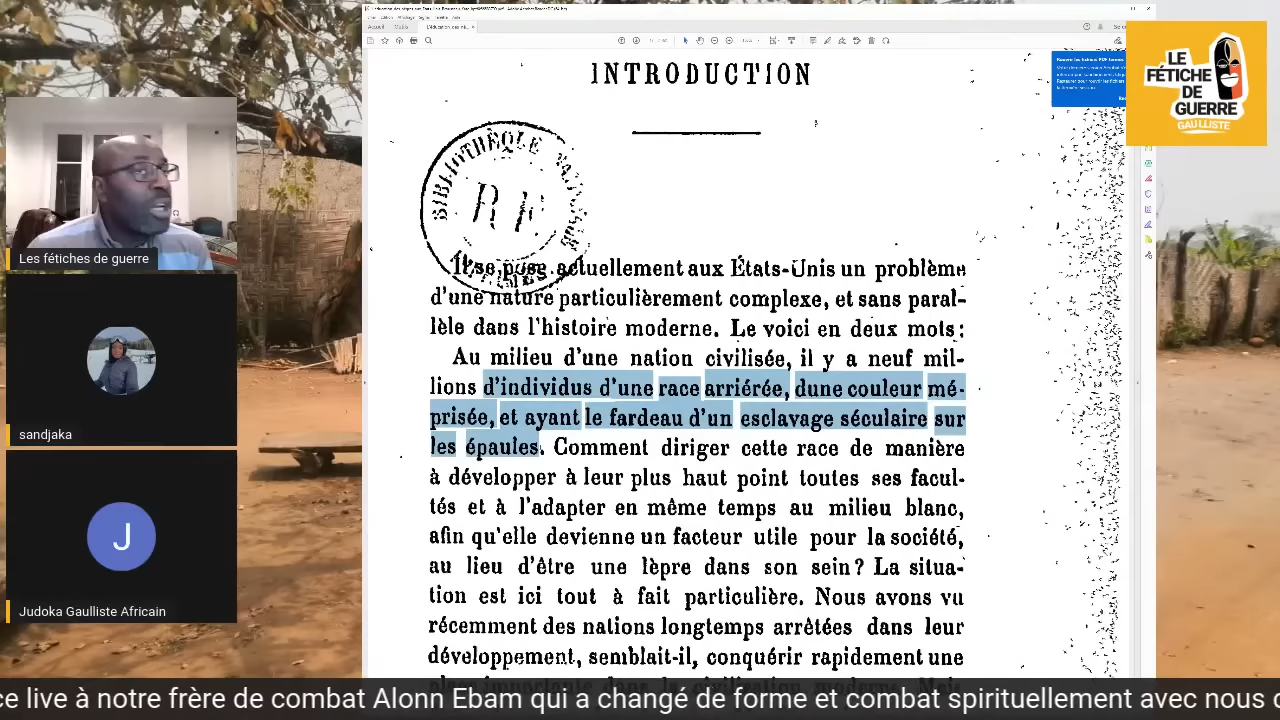 Accueil
Outils
INTRODUCTION
BIBLIOTHÈQUE
R F
Il se pose actuellement aux États-Unis un problème
d'une nature particulièrement complexe, et sans paral-
lèle dans l'histoire moderne. Le voici en deux mots:
Au milieu d'une nation civilisée, il y a neuf mil-
lions d'individus d'une race arriérée, dune couleur mé-
prisée, et ayant le fardeau d'un esclavage séculaire sur
les épaules. Comment diriger cette race de manière
à développer à leur plus haut point toutes ses facul-
tés et à l'adapter en même temps au milieu blanc,
afin qu'elle devienne un facteur utile pour la société,
au lieu d'être une lèpre dans son sein? La situa-
tion est ici tout à fait particulière. Nous avons vu
récemment des nations longtemps arrêtées dans leur
développement, semblait-il, conquérir rapidement une
LE
FÉTICHE
DE
GUERRE
GAULLISTE
Les fétiches de guerre
sandjaka
J
Judoka Gaulliste Africain
ce live à notre frère de combat Alonn Ebam qui a changé de forme et combat spirituellement avec nous